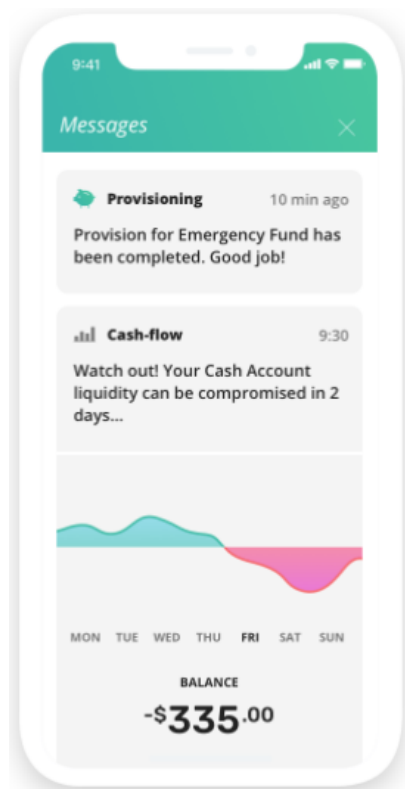 9:41
Messages
Provisioning 10 min ago
Provision for Emergency Fund has
been completed. Good job!
Cash-flow 9:30
Watch out! Your Cash Account
liquidity can be compromised in 2
days...
MON TUE WED THU FRI SAT SUN
BALANCE
-$335.00